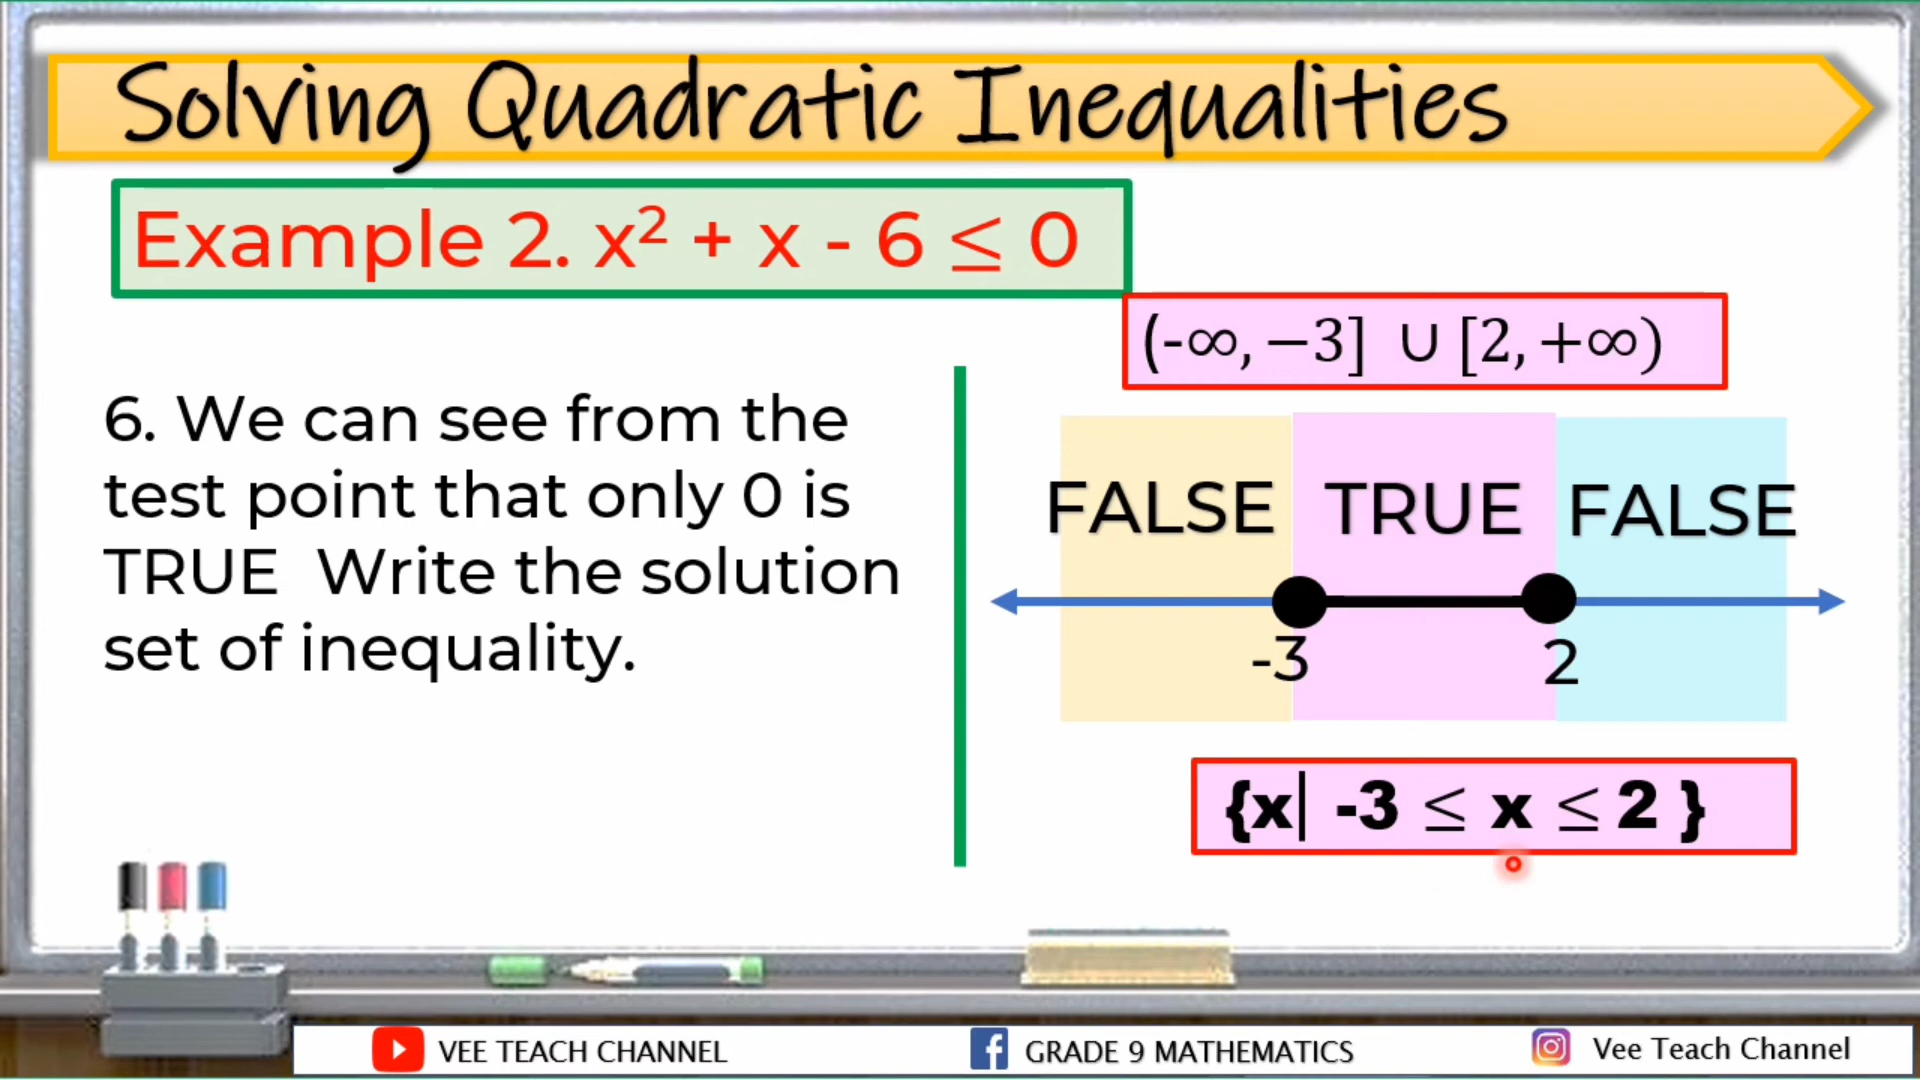 Solving Quadratic Inequalities
Example 2. x² + x - 6 ≤ 0
(-∞, −3] ∪ [2, +∞)
6. We can see from the
test point that only 0 is
TRUE Write the solution
set of inequality.
FALSE TRUE FALSE
-3 2
{x| -3 ≤ x ≤ 2 }
VEE TEACH CHANNEL
GRADE 9 MATHEMATICS
Vee Teach Channel